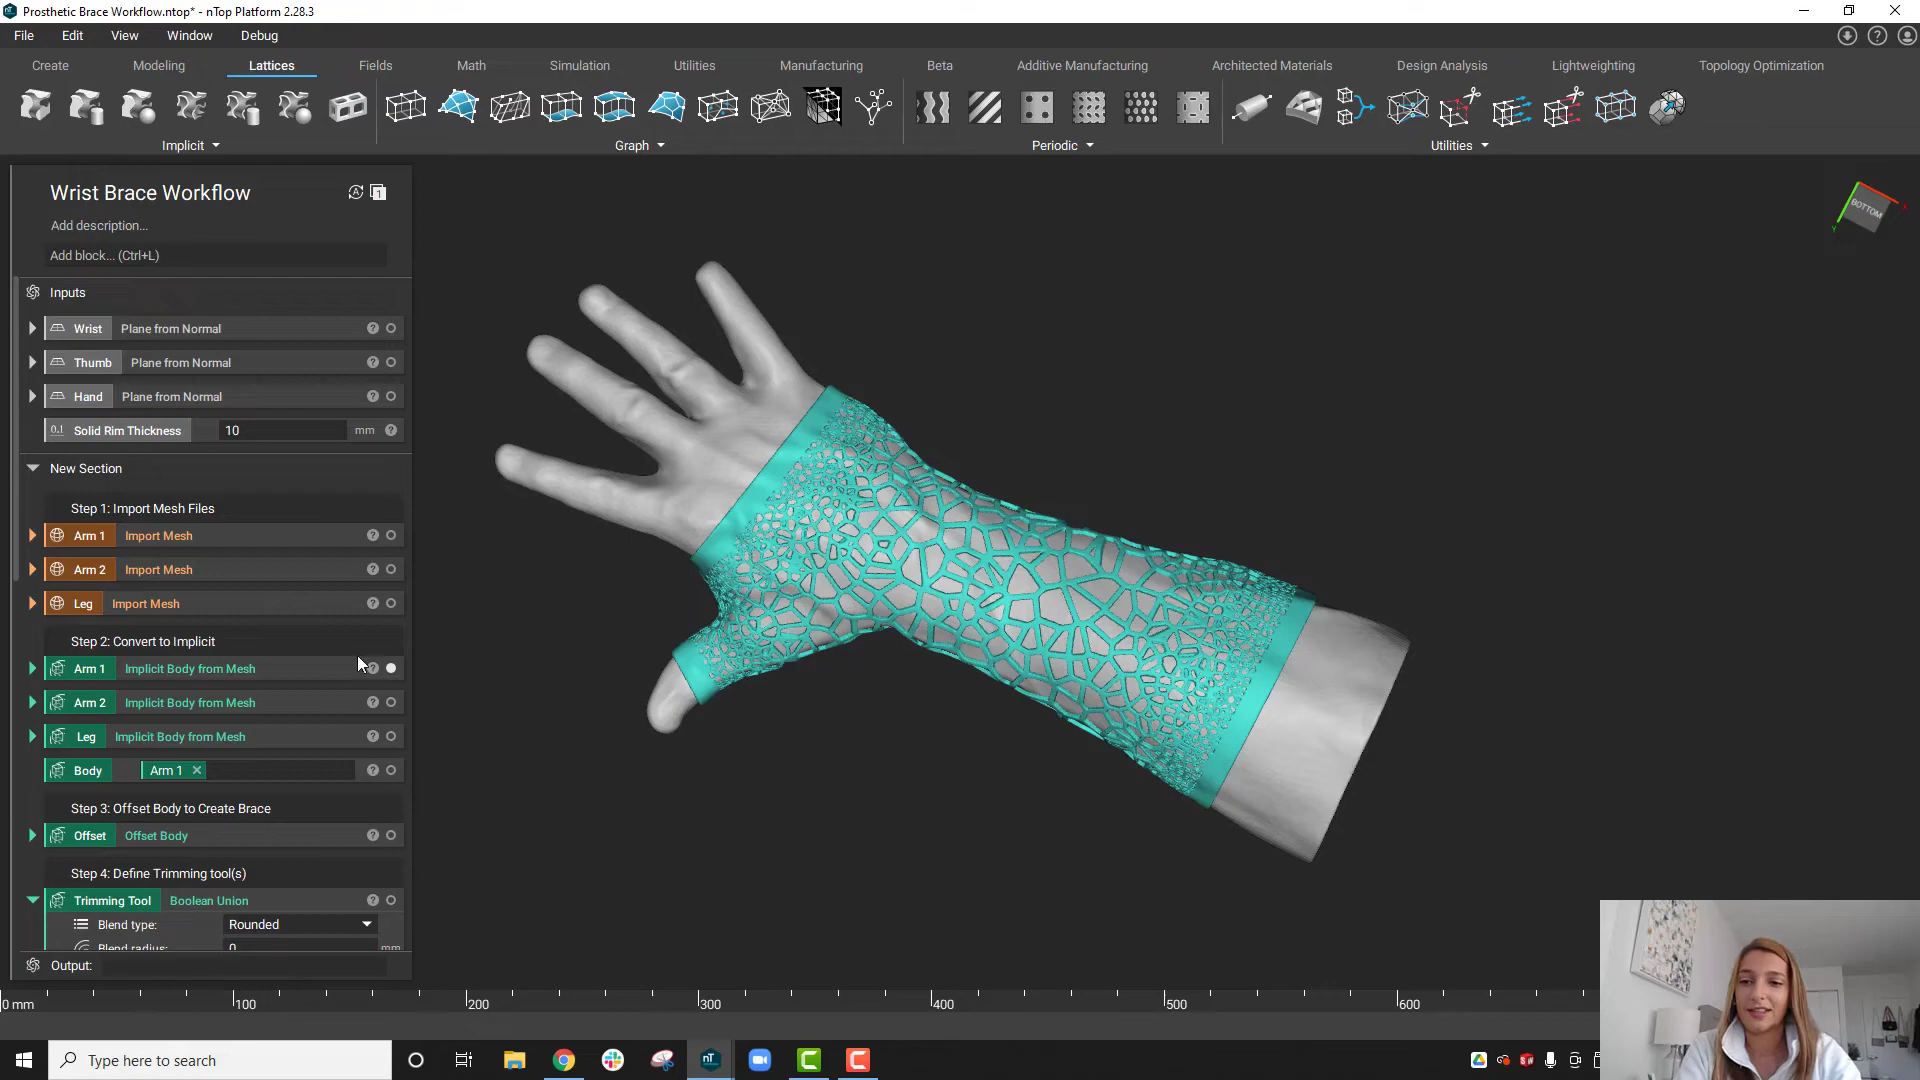 Prosthetic Brace Workflow.ntop* - nTop Platform 2.28.3
File Edit View Window Debug
Create Modeling Lattices Fields Math Simulation Utilities Manufacturing Beta Additive Manufacturing Architected Materials Design Analysis Lightweighting Topology Optimization
Implicit Graph Periodic Utilities
Wrist Brace Workflow
Add description...
Add block... (Ctrl+L)
Inputs
Wrist Plane from Normal
Thumb Plane from Normal
Hand Plane from Normal
0.1 Solid Rim Thickness 10 mm
New Section
Step 1: Import Mesh Files
Arm 1 Import Mesh
Arm 2 Import Mesh
Leg Import Mesh
Step 2: Convert to Implicit
Arm 1 Implicit Body from Mesh
Arm 2 Implicit Body from Mesh
Leg Implicit Body from Mesh
Body Arm 1
Step 3: Offset Body to Create Brace
Offset Offset Body
Step 4: Define Trimming tool(s)
Trimming Tool Boolean Union
Blend type: Rounded
Blend radius: 0 mm
Output:
BOTTOM
0 mm 100 200 300 400 500 600
Type here to search